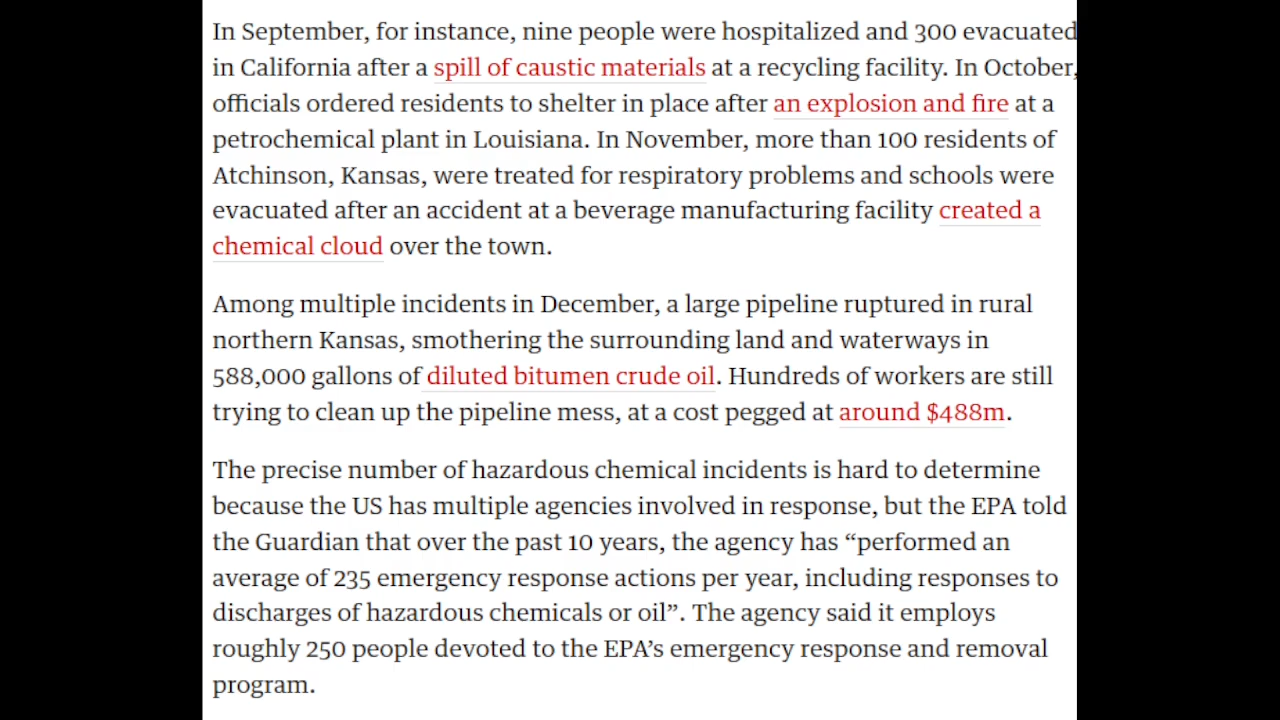 In September, for instance, nine people were hospitalized and 300 evacuated
in California after a spill of caustic materials at a recycling facility. In October,
officials ordered residents to shelter in place after an explosion and fire at a
petrochemical plant in Louisiana. In November, more than 100 residents of
Atchinson, Kansas, were treated for respiratory problems and schools were
evacuated after an accident at a beverage manufacturing facility created a
chemical cloud over the town.
Among multiple incidents in December, a large pipeline ruptured in rural
northern Kansas, smothering the surrounding land and waterways in
588,000 gallons of diluted bitumen crude oil. Hundreds of workers are still
trying to clean up the pipeline mess, at a cost pegged at around $488m.
The precise number of hazardous chemical incidents is hard to determine
because the US has multiple agencies involved in response, but the EPA told
the Guardian that over the past 10 years, the agency has “performed an
average of 235 emergency response actions per year, including responses to
discharges of hazardous chemicals or oil”. The agency said it employs
roughly 250 people devoted to the EPA’s emergency response and removal
program.